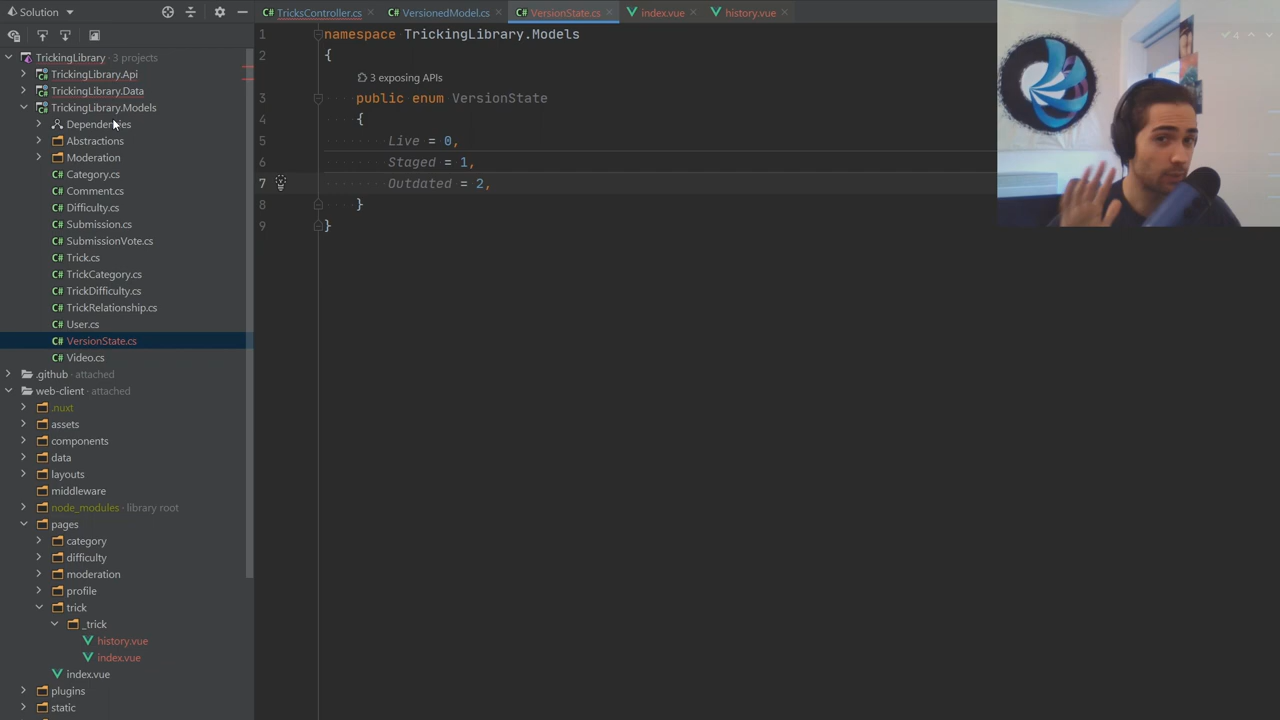 Solution
TricksController.cs
VersionedModel.cs
VersionState.cs
index.vue
history.vue
TrickingLibrary · 3 projects
TrickingLibrary.Api
TrickingLibrary.Data
TrickingLibrary.Models
Dependencies
Abstractions
Moderation
C# Category.cs
C# Comment.cs
C# Difficulty.cs
C# Submission.cs
C# SubmissionVote.cs
C# Trick.cs
C# TrickCategory.cs
C# TrickDifficulty.cs
C# TrickRelationship.cs
C# User.cs
C# VersionState.cs
C# Video.cs
.github · attached
web-client · attached
.nuxt
assets
components
data
layouts
middleware
node_modules · library root
pages
category
difficulty
moderation
profile
trick
_trick
history.vue
index.vue
index.vue
plugins
static
1 namespace TrickingLibrary.Models
2 {
3 exposing APIs
3 public enum VersionState
4 {
5 Live = 0,
6 Staged = 1,
7 Outdated = 2,
8 }
9 }
4